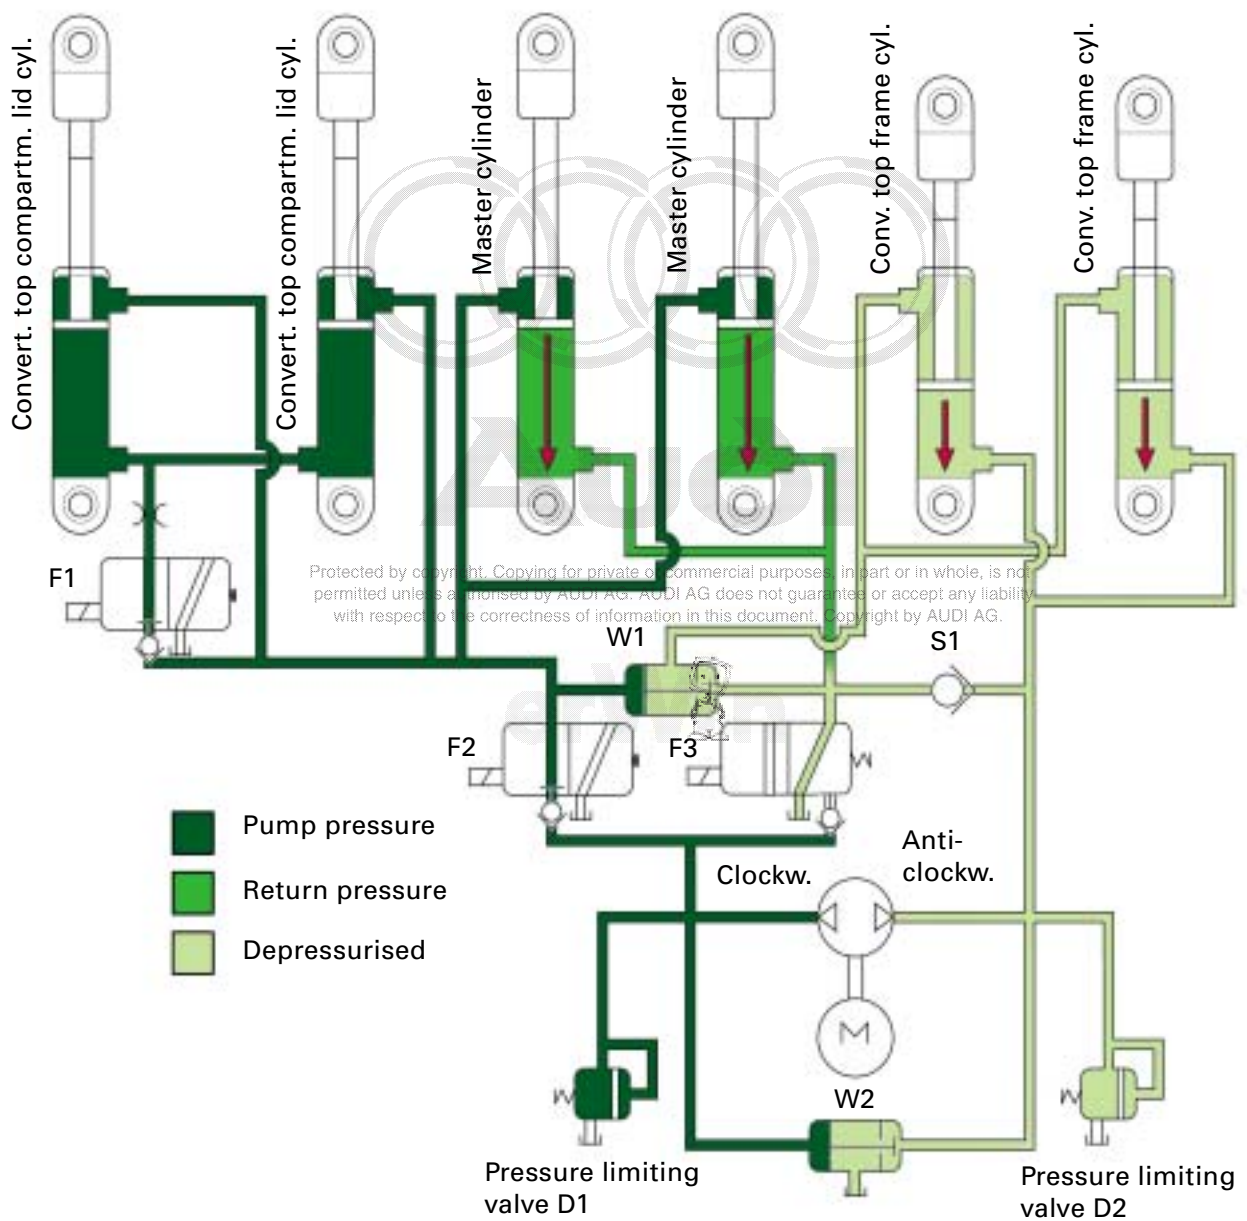 Convert. top compartm. lid cyl.
Convert. top compartm. lid cyl.
Master cylinder
Master cylinder
Conv. top frame cyl.
Conv. top frame cyl.
Audi
F1
Protected by copyright. Copying for private or commercial purposes, in part or in whole, is not
permitted unless authorised by AUDI AG. AUDI AG does not guarantee or accept any liability
with respect to the correctness of information in this document. Copyright by AUDI AG.
W1
S1
erWin
F2
F3
Pump pressure
Return pressure
Depressurised
Clockw.
Anti-
clockw.
M
W2
Pressure limiting
valve D1
Pressure limiting
valve D2